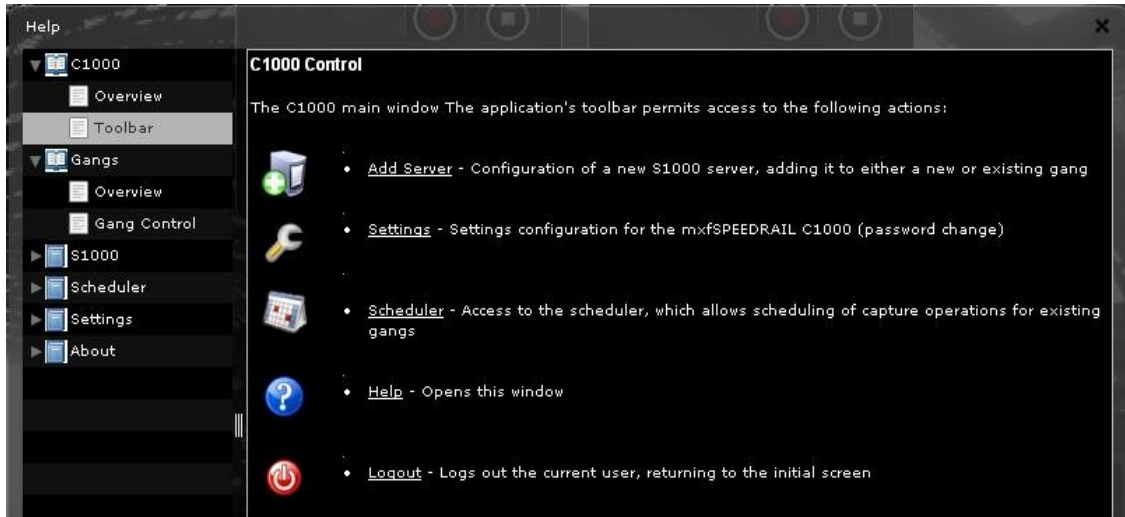 Help
C1000
Overview
Toolbar
Gangs
Overview
Gang Control
S1000
Scheduler
Settings
About
C1000 Control
The C1000 main window The application's toolbar permits access to the following actions:
• Add Server - Configuration of a new S1000 server, adding it to either a new or existing gang
• Settings - Settings configuration for the mxfSPEEDRAIL C1000 (password change)
• Scheduler - Access to the scheduler, which allows scheduling of capture operations for existing
gangs
• Help - Opens this window
• Logout - Logs out the current user, returning to the initial screen